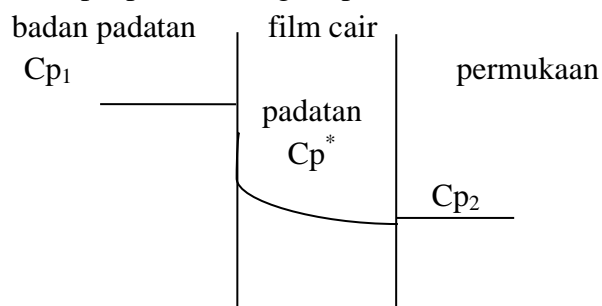 badan padatan film cair
Cp₁ permukaan
padatan
Cp*
Cp₂